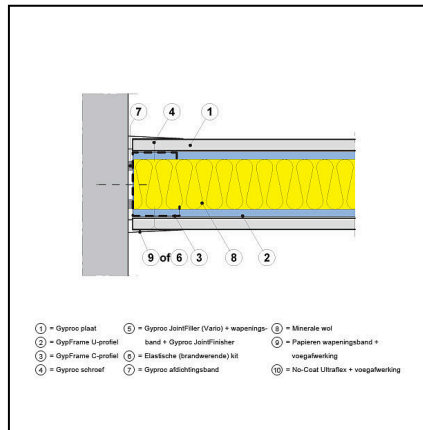 7 4 1
9 of 6 3 8 2
1 = Gyproc plaat
2 = GypFrame U-profiel
3 = GypFrame C-profiel
4 = Gyproc schroef
5 = Gyproc JointFiller (Vario) + wapenings-
band + Gyproc JointFinisher
6 = Elastische (brandwerende) kit
7 = Gyproc afdichtingsband
8 = Minerale wol
9 = Papieren wapeningsband +
voegafwerking
10 = No-Coat Ultraflex + voegafwerking